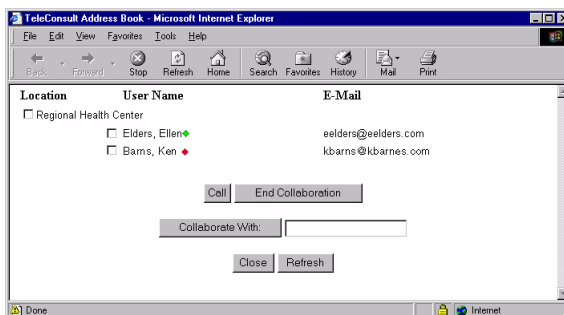 TeleConsult Address Book - Microsoft Internet Explorer
File Edit View Favorites Tools Help
Back Forward Stop Refresh Home Search Favorites History Mail Print
Location User Name E-Mail
Regional Health Center
Elders, Ellen eelders@eelders.com
Barns, Ken kbarns@kbarnes.com
Call End Collaboration
Collaborate With:
Close Refresh
Done Internet